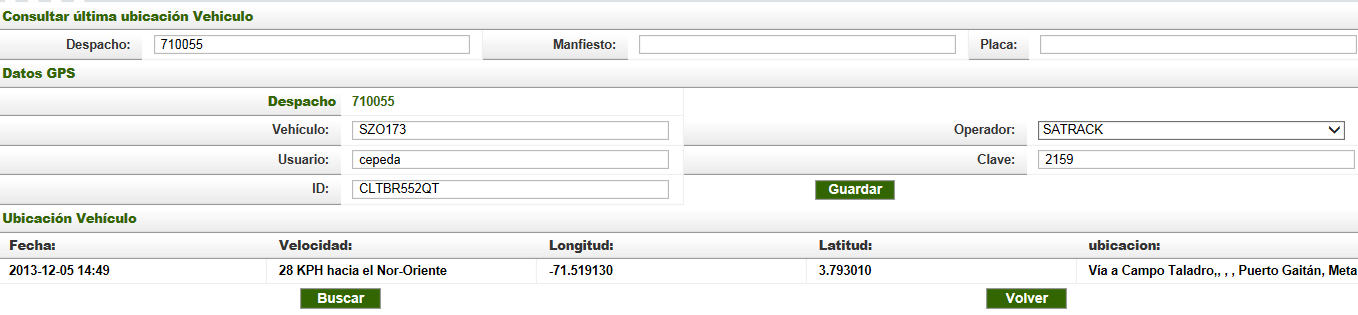 Consultar última ubicación Vehiculo
Despacho: 710055 Manfiesto: Placa:
Datos GPS
Despacho 710055
Vehículo: SZO173 Operador: SATRACK
Usuario: cepeda Clave: 2159
ID: CLTBR552QT Guardar
Ubicación Vehículo
Fecha: Velocidad: Longitud: Latitud: ubicacion:
2013-12-05 14:49 28 KPH hacia el Nor-Oriente -71.519130 3.793010 Vía a Campo Taladro,, , , Puerto Gaitán, Meta
Buscar Volver